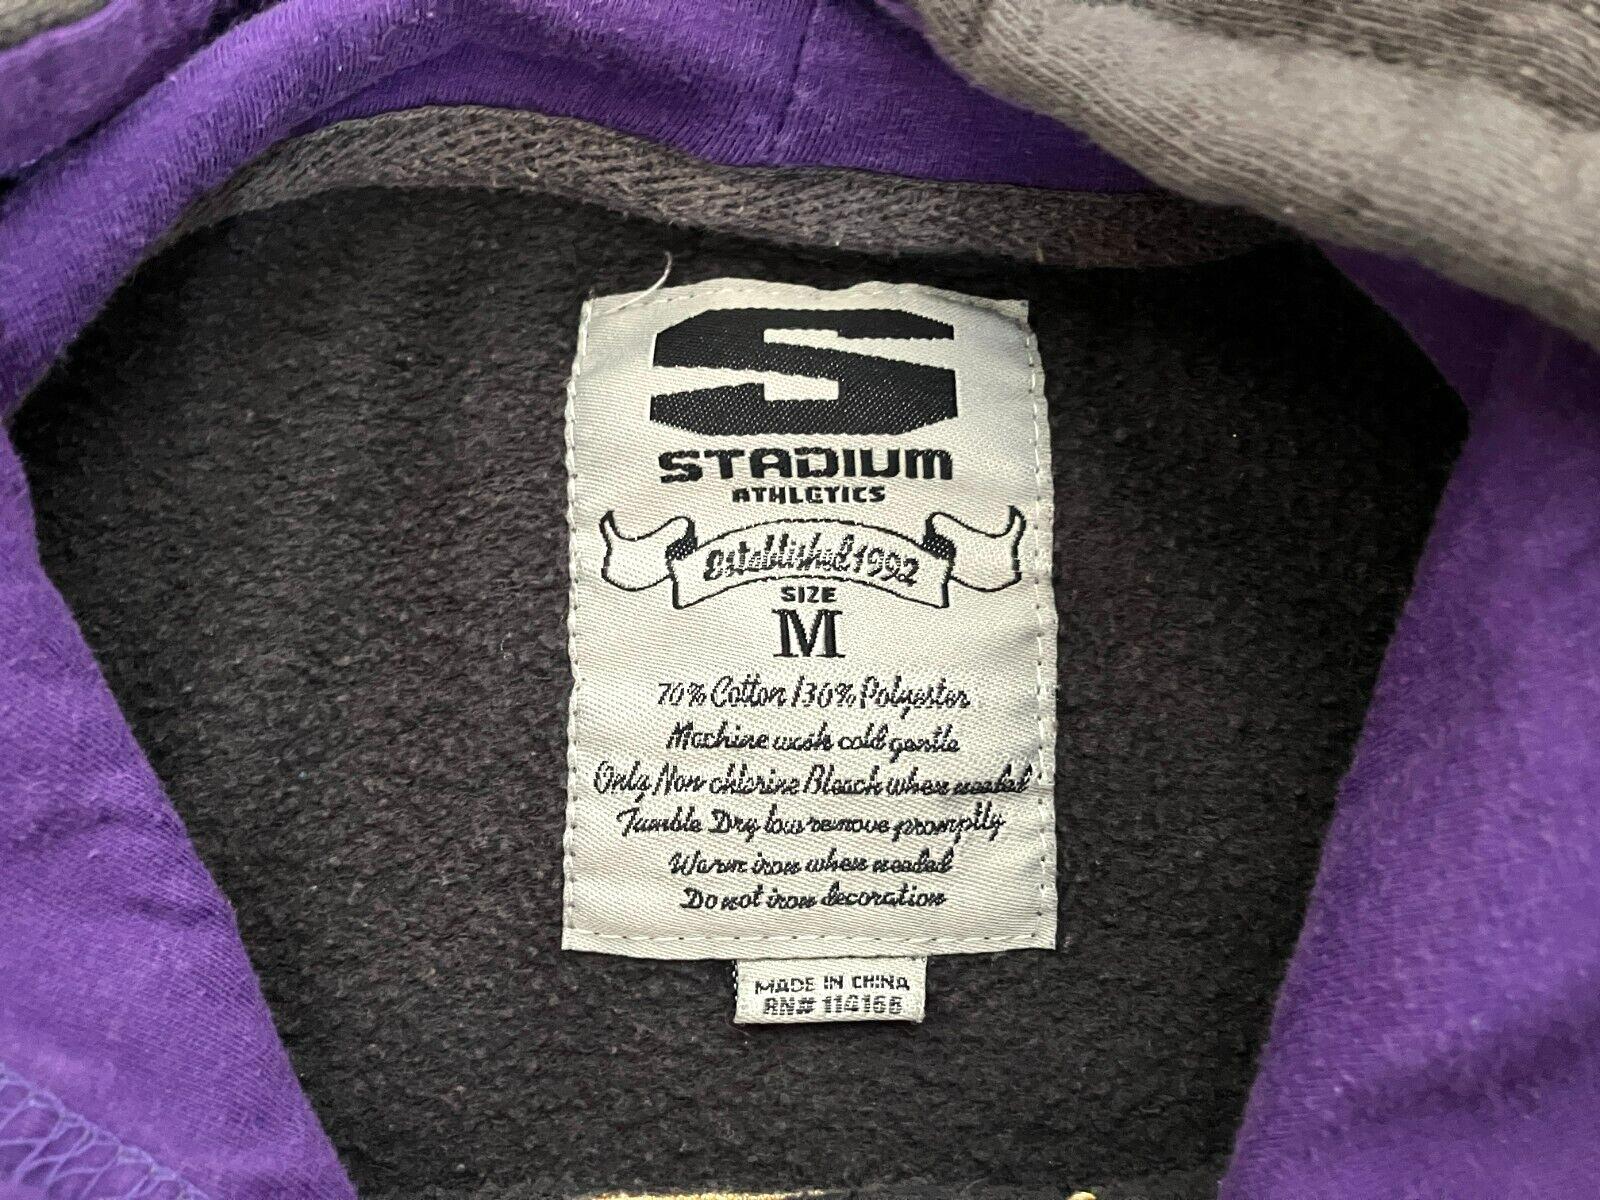 S
STADIUM
ATHLETICS
Established 1992
SIZE
M
70% Cotton / 30% Polyester
Machine wash cold gentle
Only Non chlorine Bleach when needed
Tumble Dry low remove promptly
Warm iron when needed
Do not iron decoration
MADE IN CHINA
RN# 114166